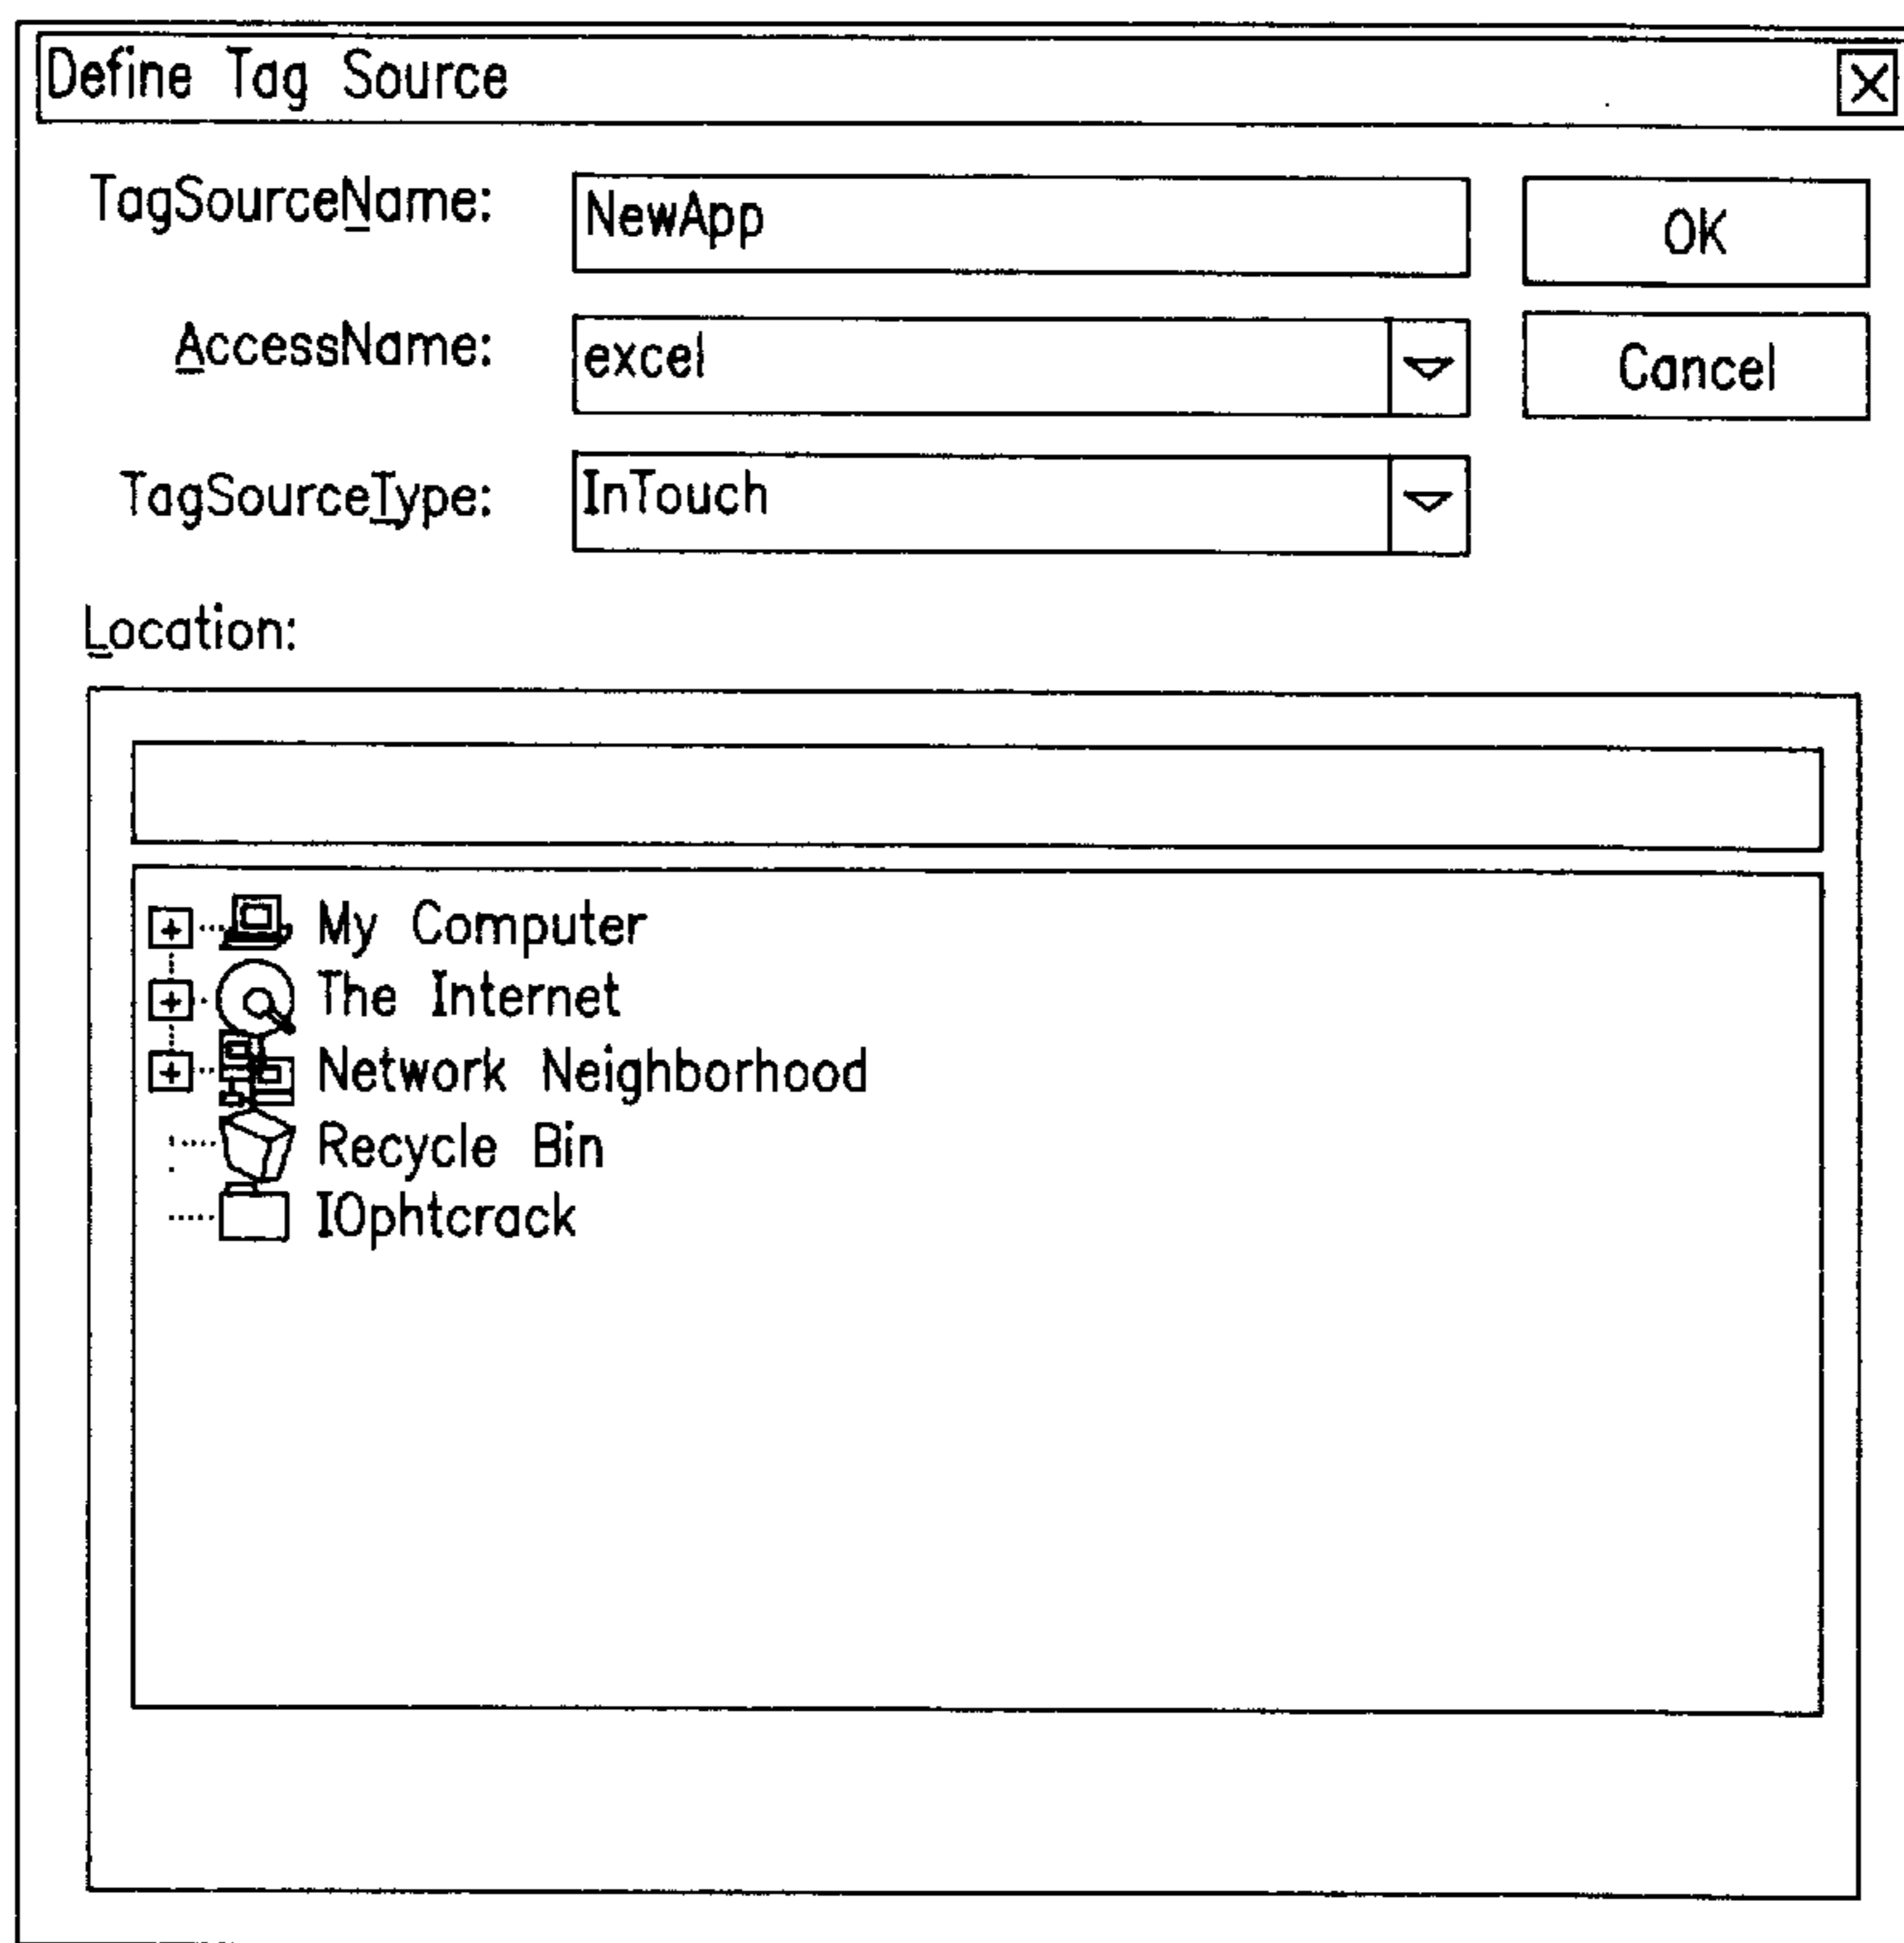 Define Tag Source
TagSourceName: NewApp OK
AccessName: excel Cancel
TagSourceType: InTouch
Location:
My Computer
The Internet
Network Neighborhood
Recycle Bin
IOphtcrack